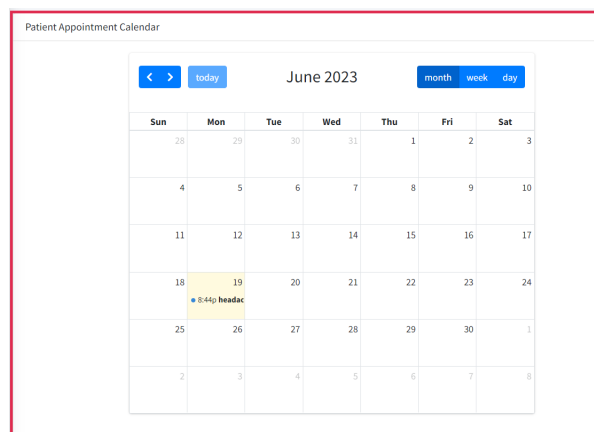 Patient Appointment Calendar
today June 2023 month week day
Sun Mon Tue Wed Thu Fri Sat
28 29 30 31 1 2 3
4 5 6 7 8 9 10
11 12 13 14 15 16 17
18 19 20 21 22 23 24
8:44p headac
25 26 27 28 29 30 1
2 3 4 5 6 7 8